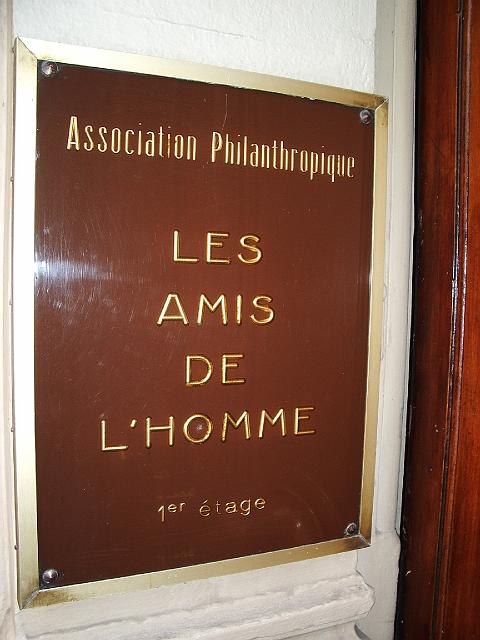 Association Philanthropique
LES
AMIS
DE
L'HOMME
1er étage